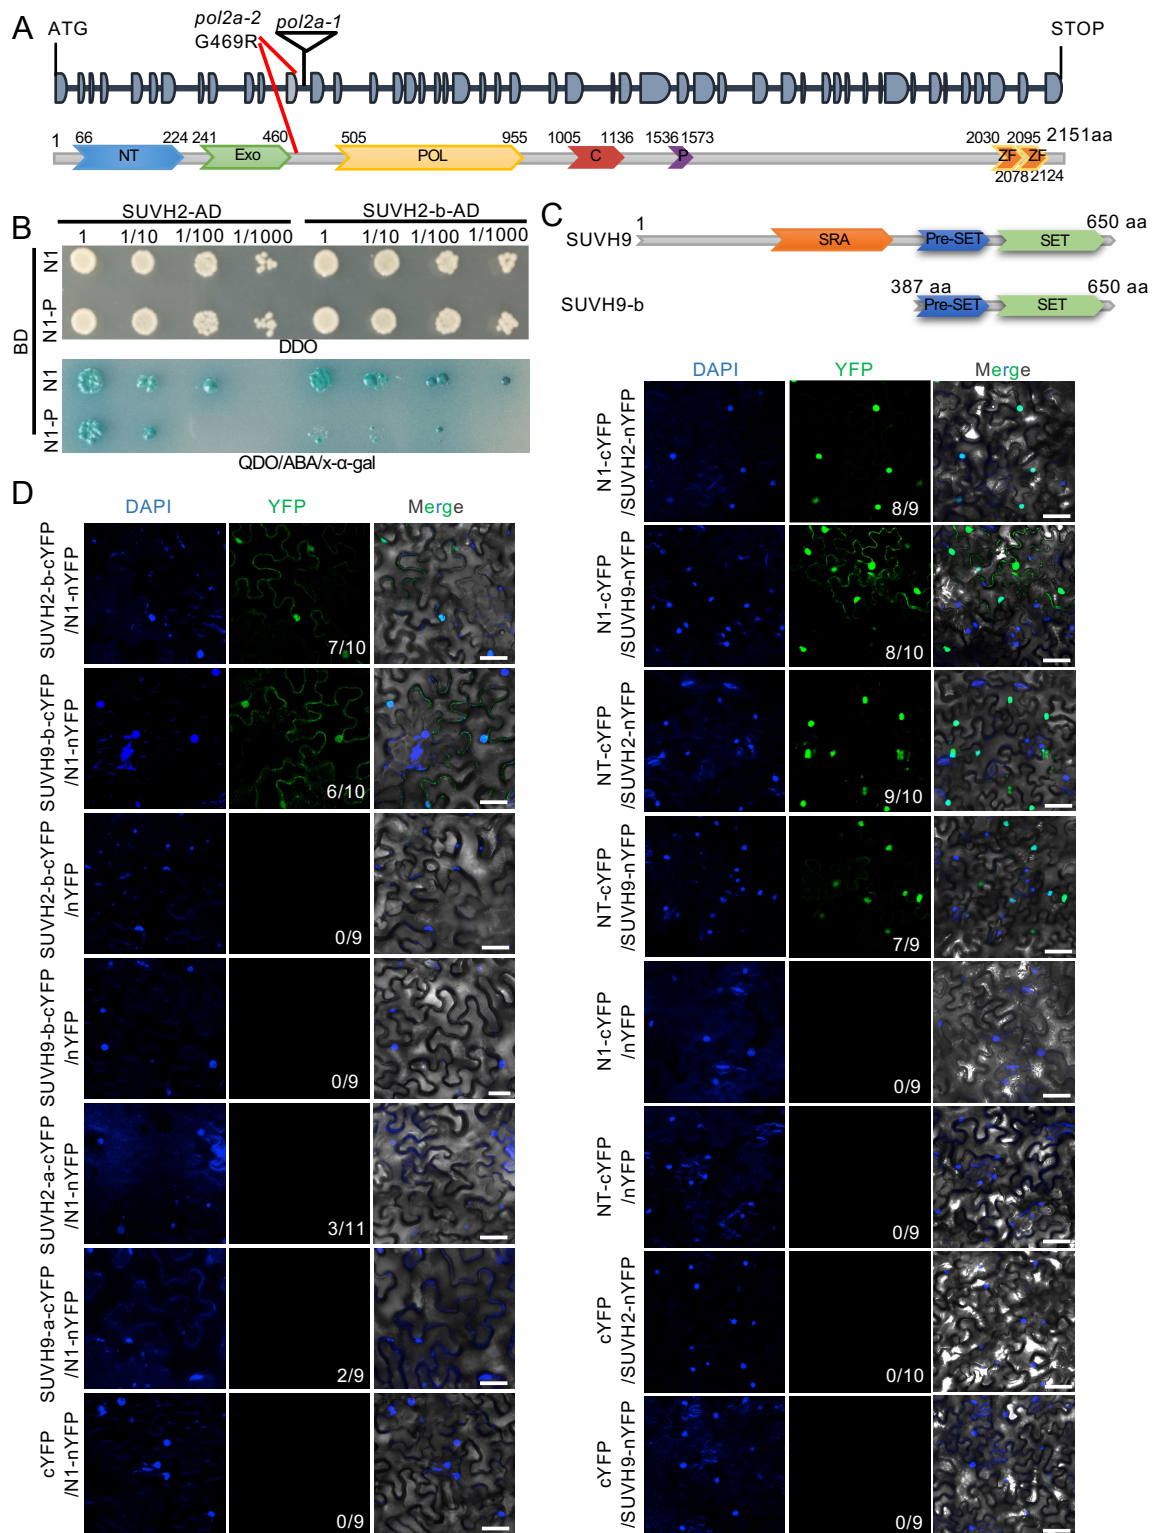 A
pol2a-2
pol2a-1
ATG
G469R
STOP
1
66
224
241
460
505
955
1005
1136
1536
1573
2030
2095
2151aa
NT
Exo
POL
C
P
ZF
ZF
2078
2124
B
SUVH2-AD
SUVH2-b-AD
1
1/10
1/100
1/1000
1
1/10
1/100
1/1000
BD
N1
N1-P
DDO
N1
N1-P
QDO/ABA/x-α-gal
C
1
650 aa
SUVH9
SRA
Pre-SET
SET
387 aa
650 aa
SUVH9-b
Pre-SET
SET
D
DAPI
YFP
Merge
SUVH2-b-cYFP
/N1-nYFP
7/10
SUVH9-b-cYFP
/N1-nYFP
6/10
SUVH2-b-cYFP
/nYFP
0/9
SUVH9-b-cYFP
/nYFP
0/9
SUVH2-a-cYFP
/N1-nYFP
3/11
SUVH9-a-cYFP
/N1-nYFP
2/9
cYFP
/N1-nYFP
0/9
DAPI
YFP
Merge
N1-cYFP
/SUVH2-nYFP
8/9
N1-cYFP
/SUVH9-nYFP
8/10
NT-cYFP
/SUVH2-nYFP
9/10
NT-cYFP
/SUVH9-nYFP
7/9
N1-cYFP
/nYFP
0/9
NT-cYFP
/nYFP
0/9
cYFP
/SUVH2-nYFP
0/10
cYFP
/SUVH9-nYFP
0/9